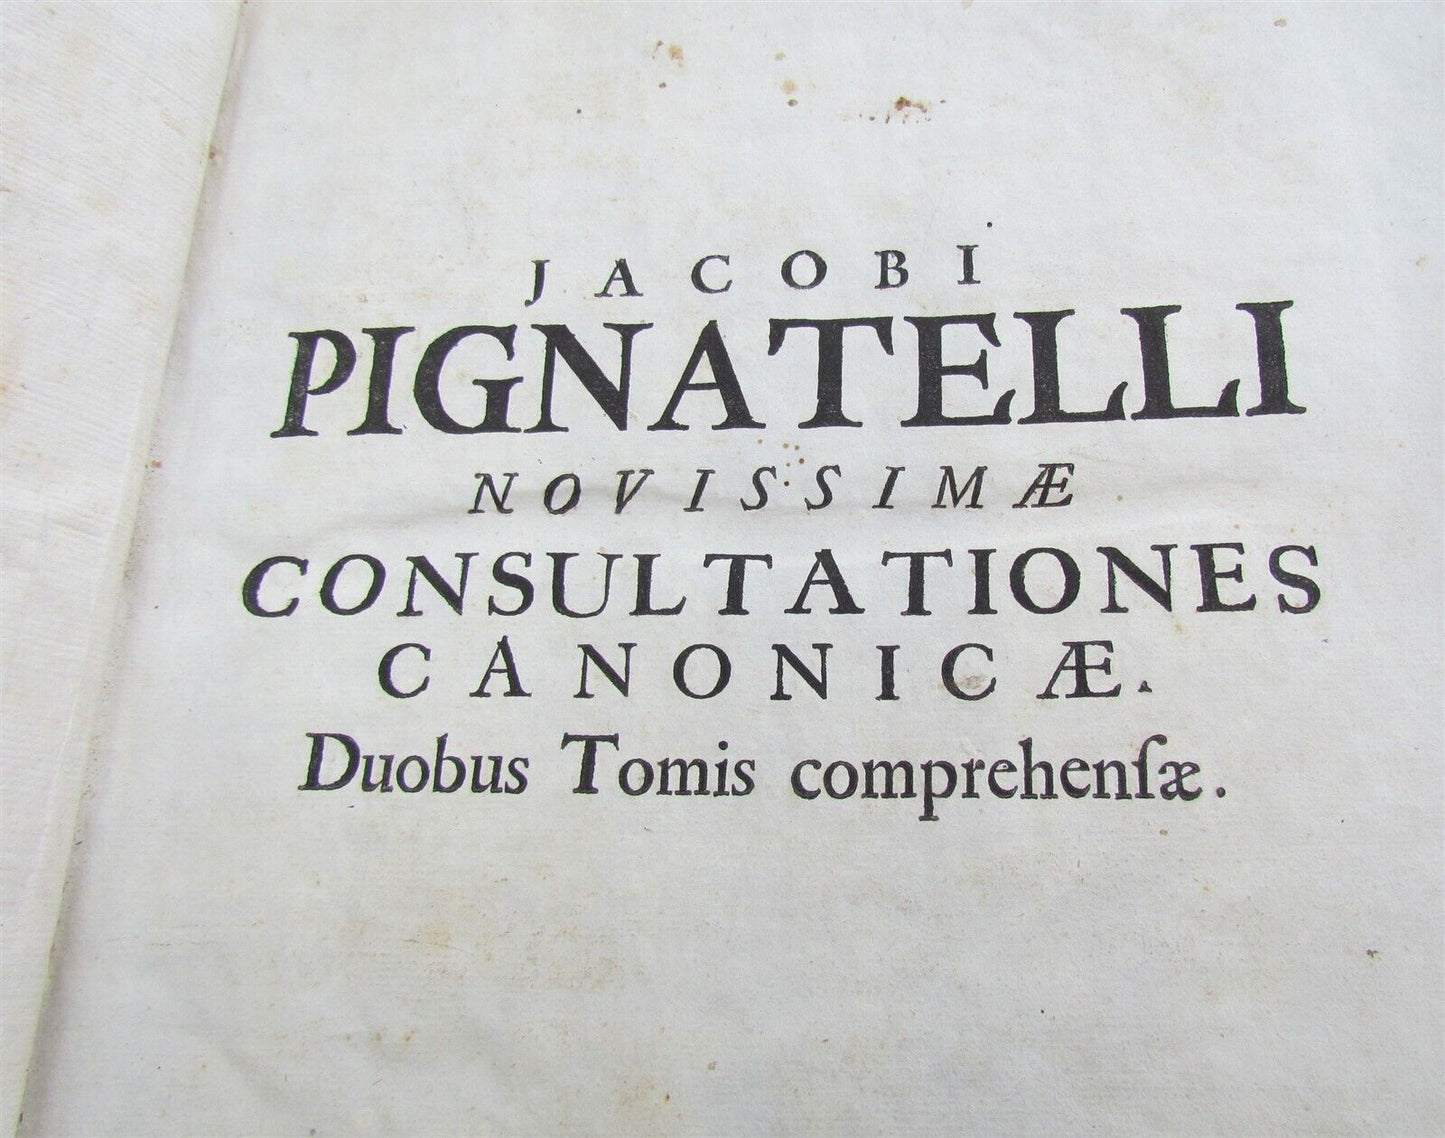 JACOBI
PIGNATELLI
NOVISSIMÆ
CONSULTATIONES
CANONICÆ.
Duobus Tomis comprehenſæ.